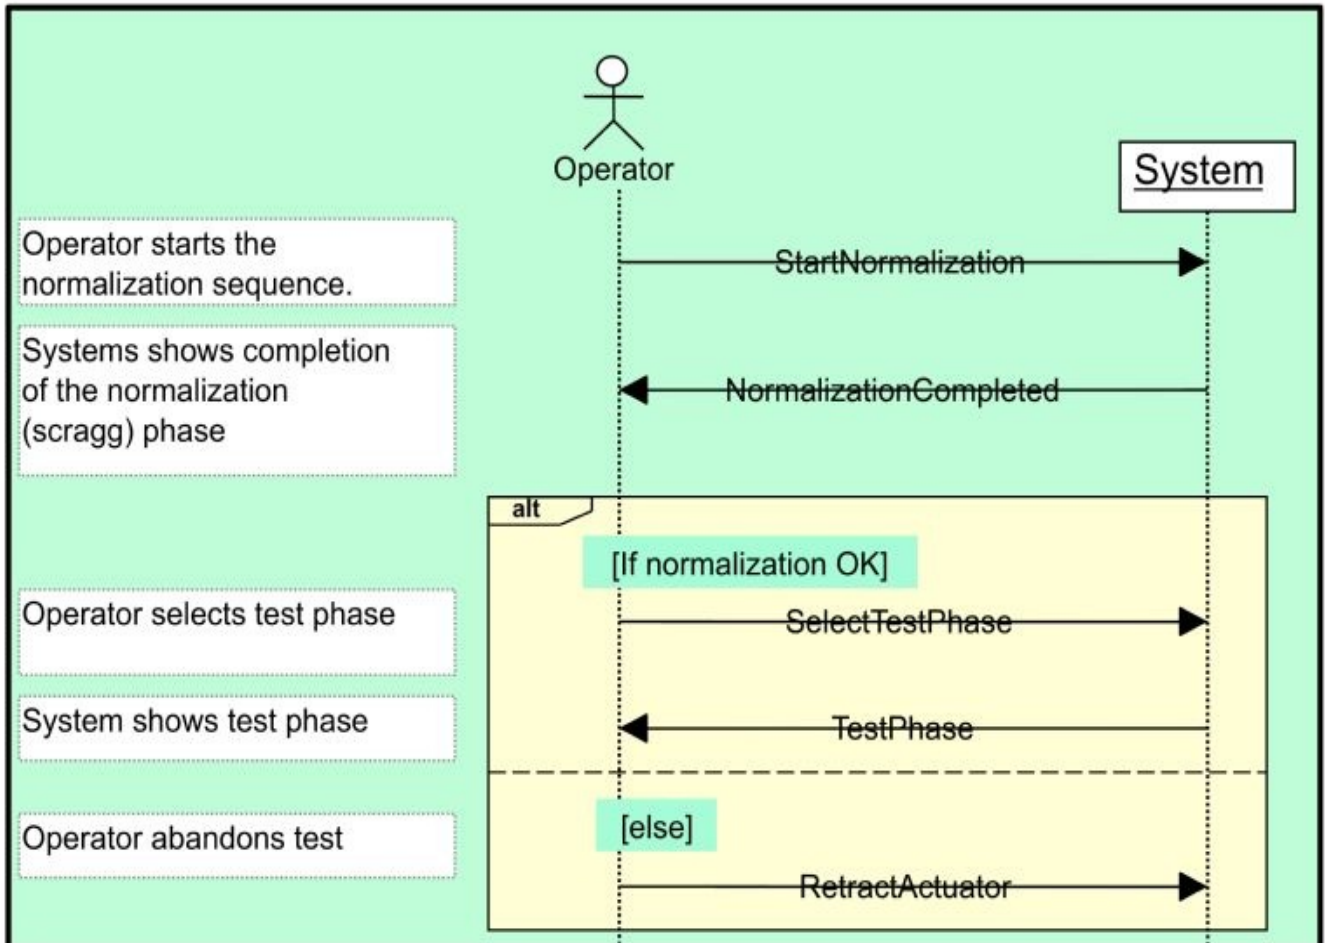 Operator
System
Operator starts the
normalization sequence.
StartNormalization
Systems shows completion
of the normalization
(scragg) phase
NormalizationCompleted
alt
[If normalization OK]
Operator selects test phase
SelectTestPhase
System shows test phase
TestPhase
[else]
Operator abandons test
RetractActuator